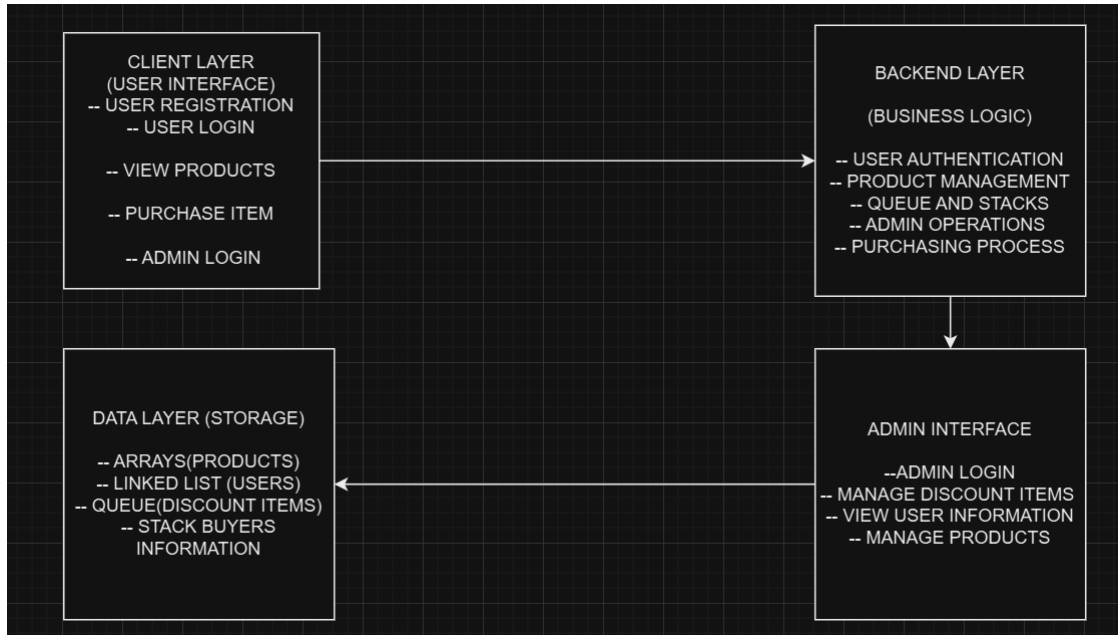 CLIENT LAYER
(USER INTERFACE)
-- USER REGISTRATION
-- USER LOGIN
-- VIEW PRODUCTS
-- PURCHASE ITEM
-- ADMIN LOGIN
BACKEND LAYER
(BUSINESS LOGIC)
-- USER AUTHENTICATION
-- PRODUCT MANAGEMENT
-- QUEUE AND STACKS
-- ADMIN OPERATIONS
-- PURCHASING PROCESS
DATA LAYER (STORAGE)
-- ARRAYS(PRODUCTS)
-- LINKED LIST (USERS)
-- QUEUE(DISCOUNT ITEMS)
-- STACK BUYERS
INFORMATION
ADMIN INTERFACE
--ADMIN LOGIN
-- MANAGE DISCOUNT ITEMS
-- VIEW USER INFORMATION
-- MANAGE PRODUCTS